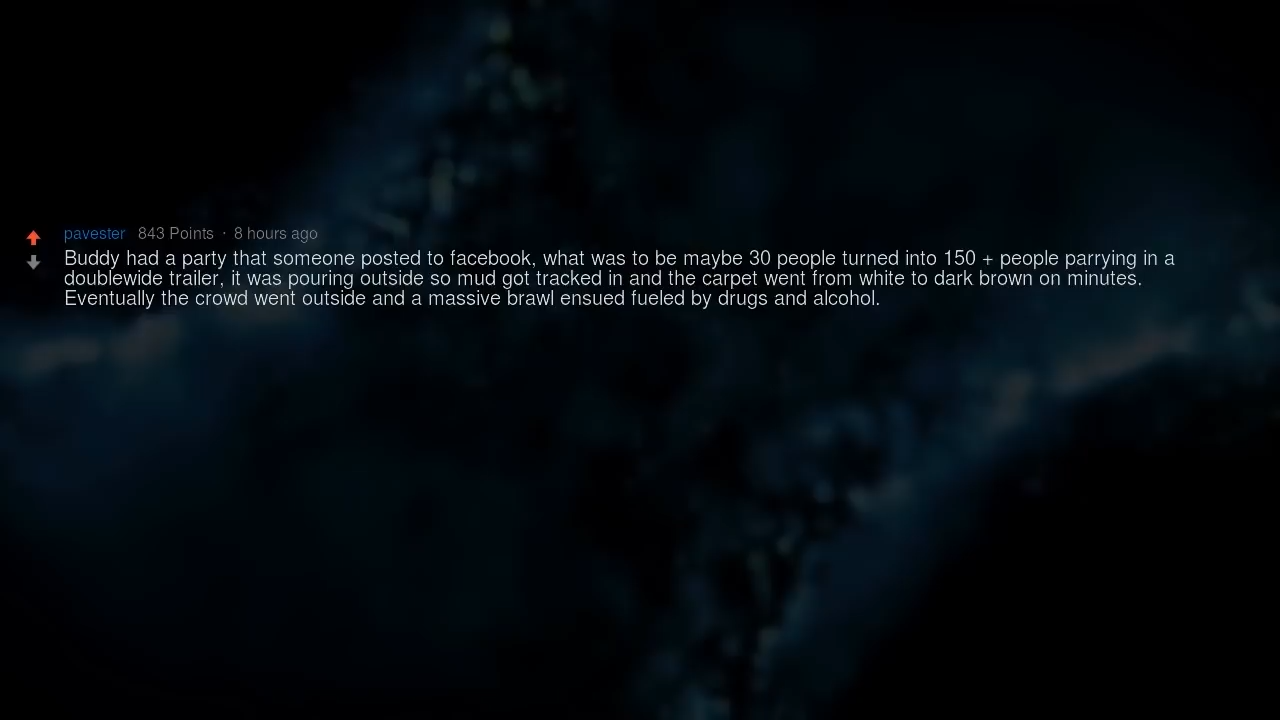 pavester 843 Points · 8 hours ago
Buddy had a party that someone posted to facebook, what was to be maybe 30 people turned into 150 + people parrying in a
doublewide trailer, it was pouring outside so mud got tracked in and the carpet went from white to dark brown on minutes.
Eventually the crowd went outside and a massive brawl ensued fueled by drugs and alcohol.